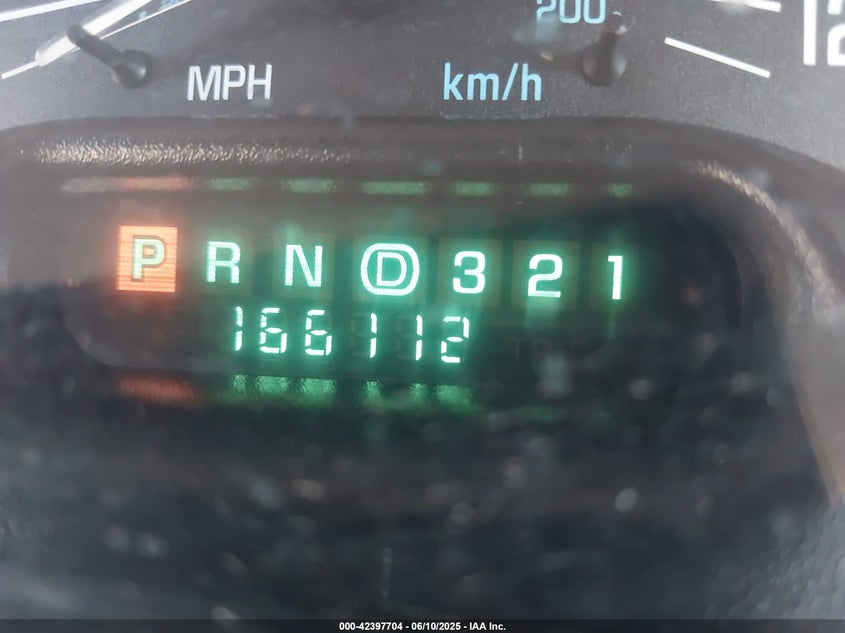 200
MPH km/h
P R N D 3 2 1
166112
000-42397704 / 06/10/2025 - IAA Inc.